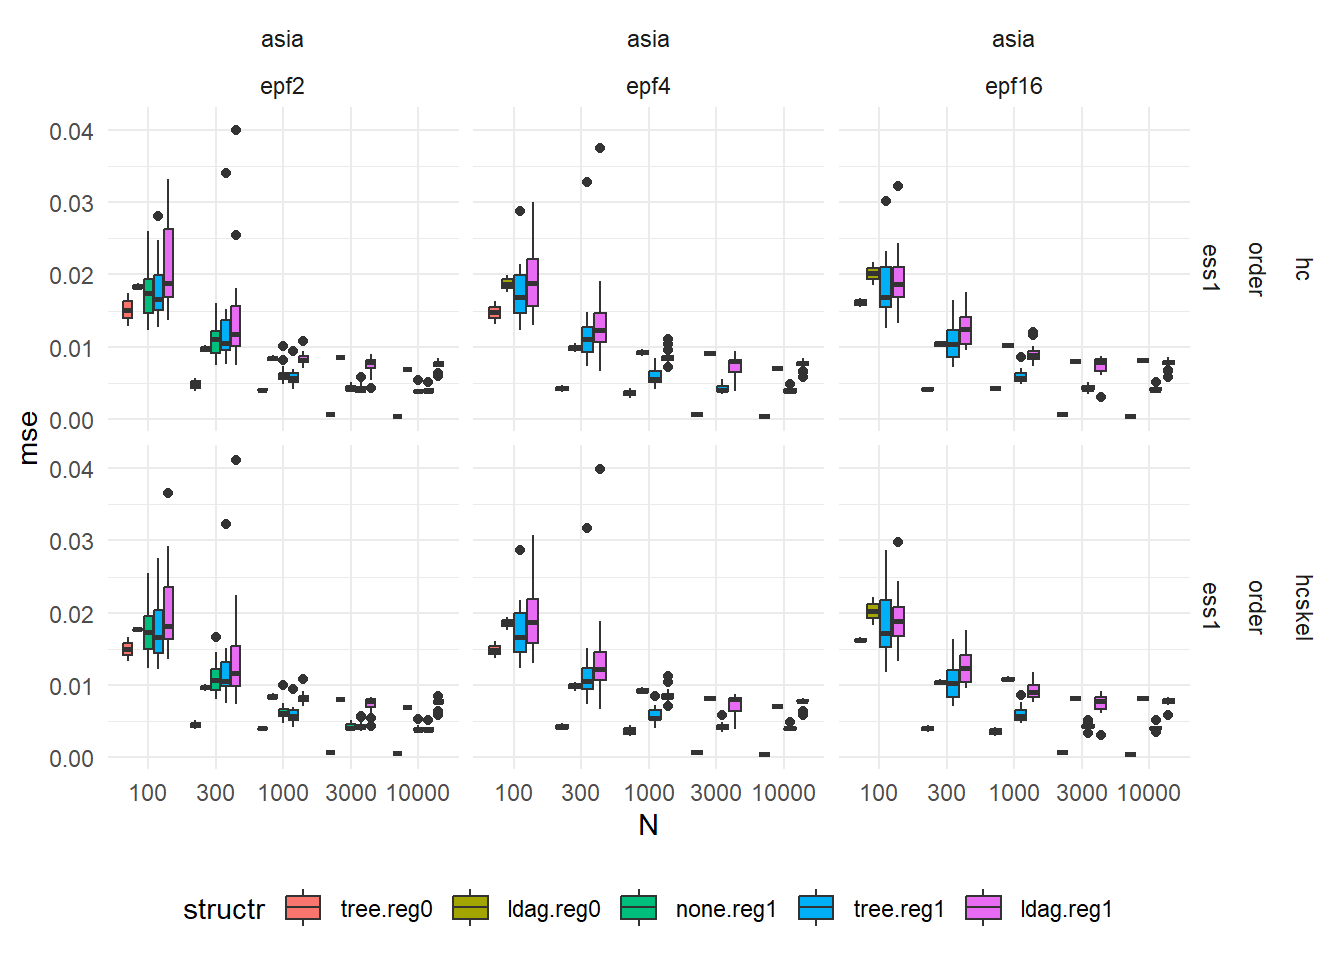 asia asia asia
epf2 epf4 epf16
0.04
0.03
0.02
0.01
0.00
ess1 order hc
mse
0.04
0.03
0.02
0.01
0.00
ess1 order hcskel
100 300 1000 3000 10000 100 300 1000 3000 10000 100 300 1000 3000 10000
N
structr tree.reg0 ldag.reg0 none.reg1 tree.reg1 ldag.reg1